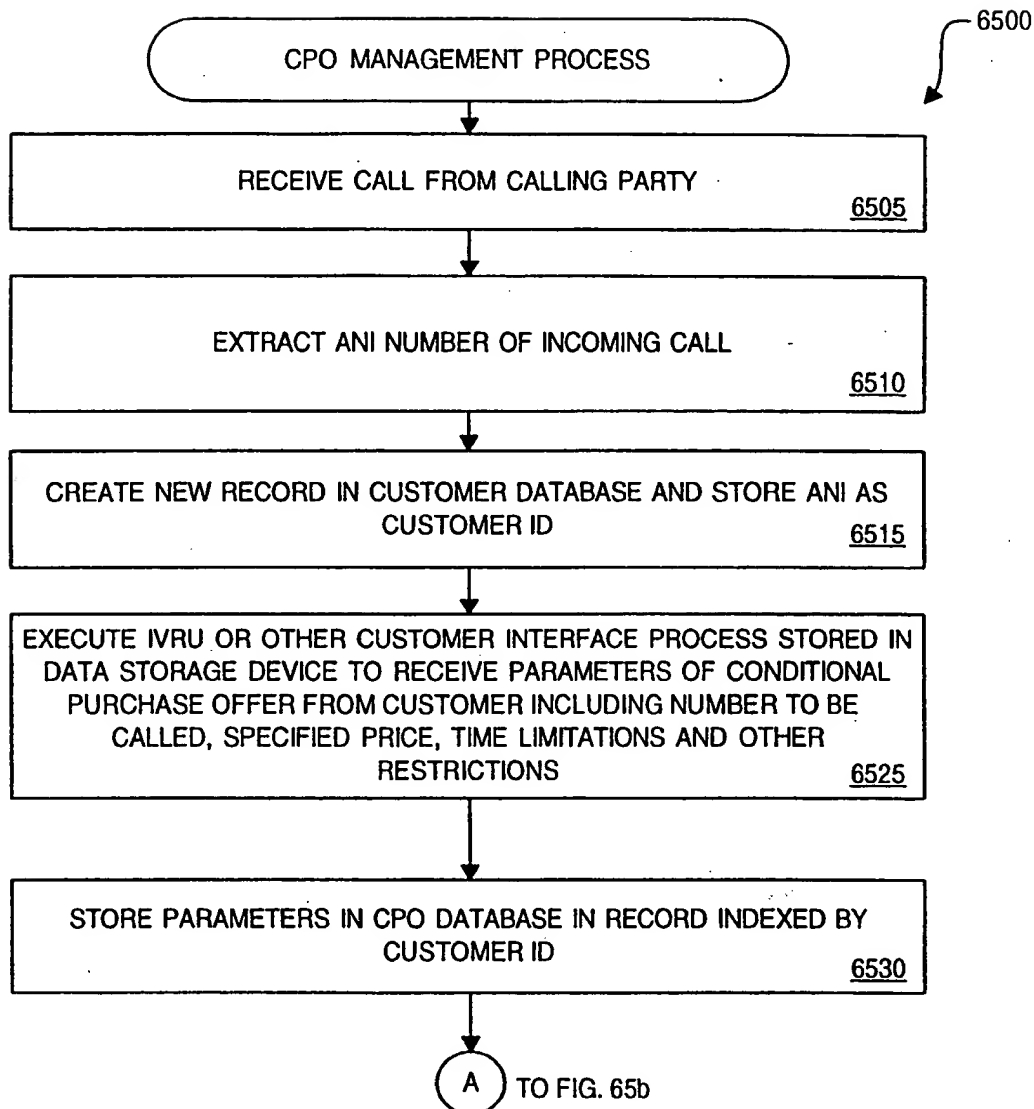 6500
CPO MANAGEMENT PROCESS
RECEIVE CALL FROM CALLING PARTY
6505
EXTRACT ANI NUMBER OF INCOMING CALL
6510
CREATE NEW RECORD IN CUSTOMER DATABASE AND STORE ANI AS
CUSTOMER ID
6515
EXECUTE IVRU OR OTHER CUSTOMER INTERFACE PROCESS STORED IN
DATA STORAGE DEVICE TO RECEIVE PARAMETERS OF CONDITIONAL
PURCHASE OFFER FROM CUSTOMER INCLUDING NUMBER TO BE
CALLED, SPECIFIED PRICE, TIME LIMITATIONS AND OTHER
RESTRICTIONS
6525
STORE PARAMETERS IN CPO DATABASE IN RECORD INDEXED BY
CUSTOMER ID
6530
A TO FIG. 65b